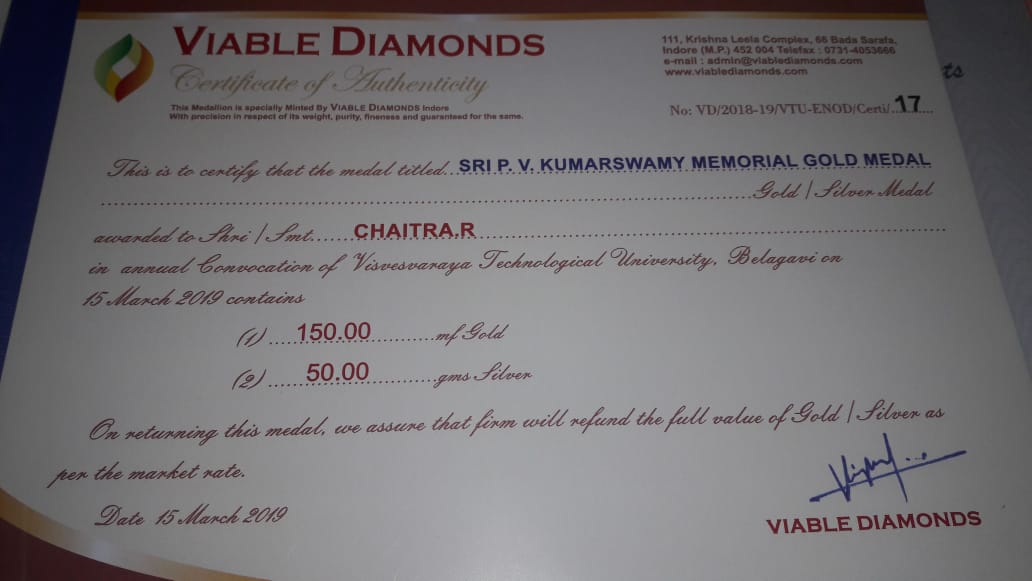 VIABLE DIAMONDS
Certificate of Authenticity
This Medallion is specially Minted By VIABLE DIAMONDS Indore
With precision in respect of its weight, purity, fineness and guaranteed for the same.
111, Krishna Leela Complex, 66 Bada Sarafa,
Indore (M.P.) 452 004 Telefax : 0731-4053666
e-mail : admin@viablediamonds.com
www.viablediamonds.com
No: VD/2018-19/VTU-ENOD/Certi/..17....
This is to certify that the medal titled...SRI P. V. KUMARSWAMY MEMORIAL GOLD MEDAL
....Gold / Silver Medal
awarded to Shri / Smt......CHAITRA.R....
in annual Convocation of Visvesvaraya Technological University, Belagavi on
15 March 2019 contains
(1) .....150.00...........mf Gold
(2) ......50.00............gms Silver
On returning this medal, we assure that firm will refund the full value of Gold / Silver as
per the market rate.
Date 15 March 2019
VIABLE DIAMONDS